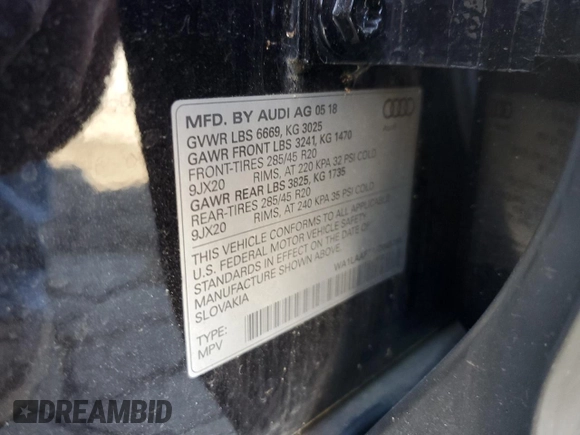 MFD. BY AUDI AG 05 18
GVWR LBS 6669, KG 3025
GAWR FRONT LBS 3241, KG 1470
FRONT-TIRES 285/45 R20
9JX20 RIMS, AT 220 KPA 32 PSI COLD
GAWR REAR LBS 3825, KG 1735
REAR-TIRES 285/45 R20
9JX20 RIMS, AT 240 KPA 35 PSI COLD
THIS VEHICLE CONFORMS TO ALL APPLICABLE
U.S. FEDERAL MOTOR VEHICLE SAFETY
STANDARDS IN EFFECT ON THE DATE OF
MANUFACTURE SHOWN ABOVE.
SLOVAKIA
TYPE:
MPV
DREAMBID